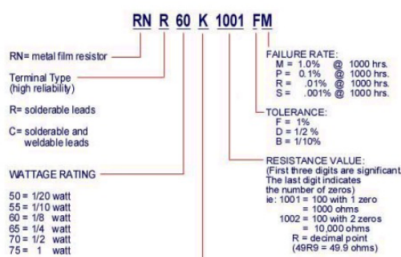 RN R 60 K 1001 FM
RN= metal film resistor
Terminal Type
(high reliability)
R= solderable leads
C= solderable and
weldable leads
WATTAGE RATING
50 = 1/20 watt
55 = 1/10 watt
60 = 1/8 watt
65 = 1/4 watt
70 = 1/2 watt
75 = 1 watt
FAILURE RATE:
M = 1.0% @ 1000 hrs.
P = 0.1% @ 1000 hrs.
R = .01% @ 1000 hrs.
S = .001% @ 1000 hrs.
TOLERANCE:
F = 1%
D = 1/2 %
B = 1/10%
RESISTANCE VALUE:
(First three digits are significant
The last digit indicates
the number of zeros)
ie: 1001 = 100 with 1 zero
= 1000 ohms
1002 = 100 with 2 zeros
= 10,000 ohms
R = decimal point
(49R9 = 49.9 ohms)